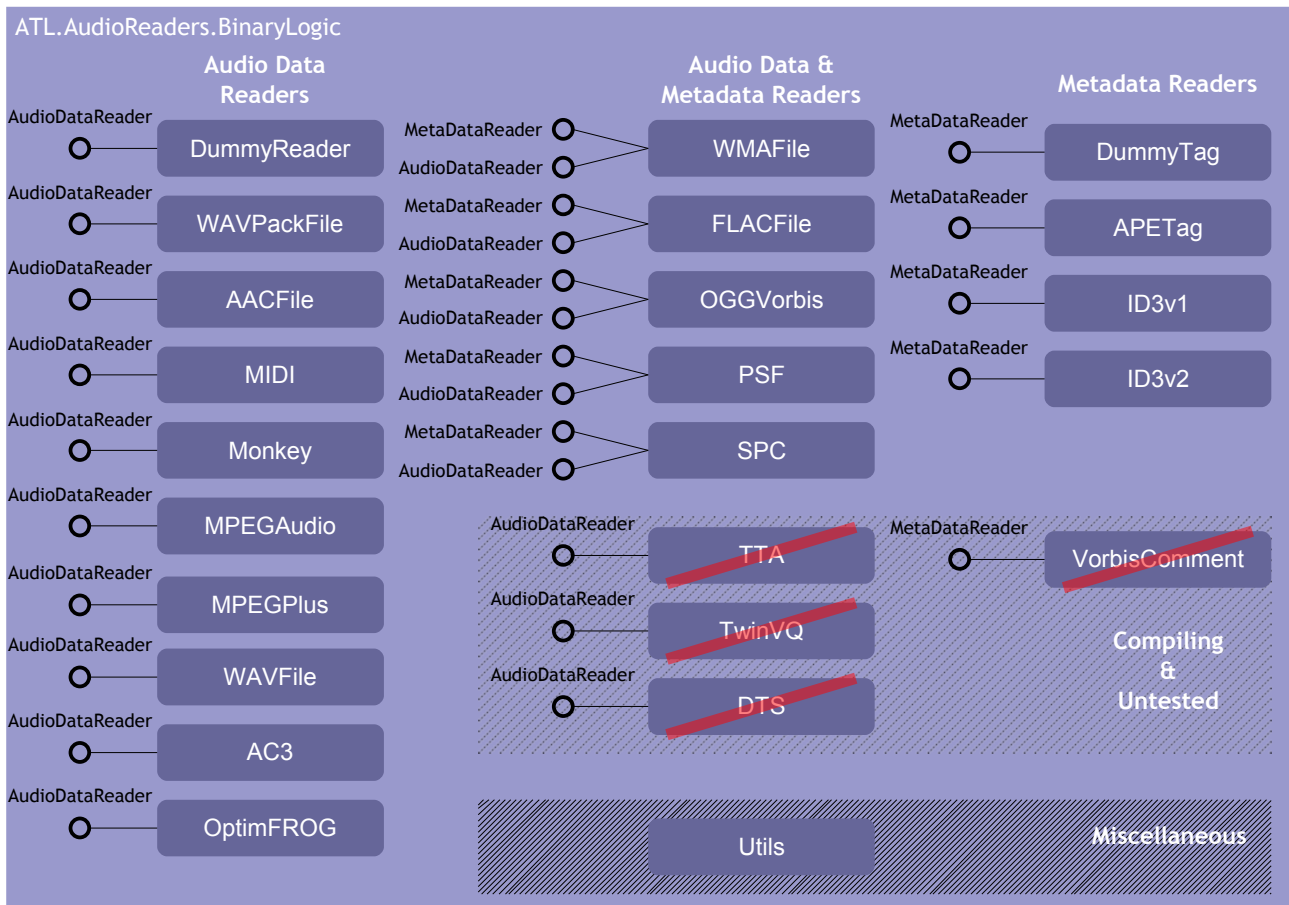 ATL.AudioReaders.BinaryLogic
Audio Data
Readers
AudioDataReader
DummyReader
AudioDataReader
WAVPackFile
AudioDataReader
AACFile
AudioDataReader
MIDI
AudioDataReader
Monkey
AudioDataReader
MPEGAudio
AudioDataReader
MPEGPlus
AudioDataReader
WAVFile
AudioDataReader
AC3
AudioDataReader
OptimFROG
Audio Data &
Metadata Readers
MetaDataReader
AudioDataReader
WMAFile
MetaDataReader
AudioDataReader
FLACFile
MetaDataReader
AudioDataReader
OGGVorbis
MetaDataReader
AudioDataReader
PSF
MetaDataReader
AudioDataReader
SPC
Metadata Readers
MetaDataReader
DummyTag
MetaDataReader
APETag
MetaDataReader
ID3v1
MetaDataReader
ID3v2
AudioDataReader
TTA
AudioDataReader
TwinVQ
AudioDataReader
DTS
MetaDataReader
VorbisComment
Compiling
&
Untested
Utils
Miscellaneous